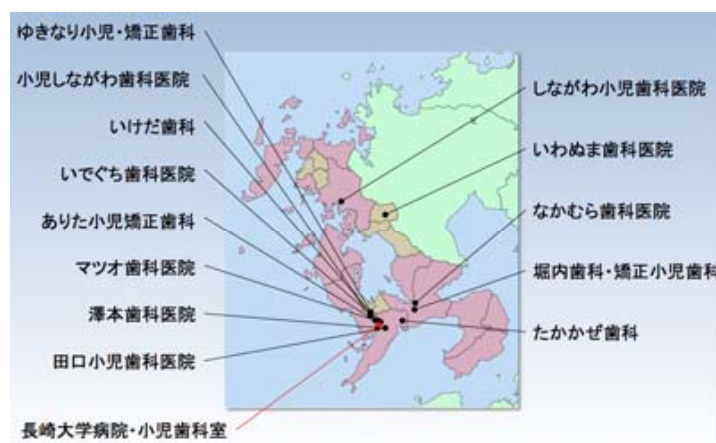 ゆきなり小児・矯正歯科
小児しながわ歯科医院
いけだ歯科
いでぐち歯科医院
ありた小児矯正歯科
マツオ歯科医院
澤本歯科医院
田口小児歯科医院
長崎大学病院・小児歯科室
しながわ小児歯科医院
いわぬま歯科医院
なかむら歯科医院
堀内歯科・矯正小児歯科
たかかぜ歯科